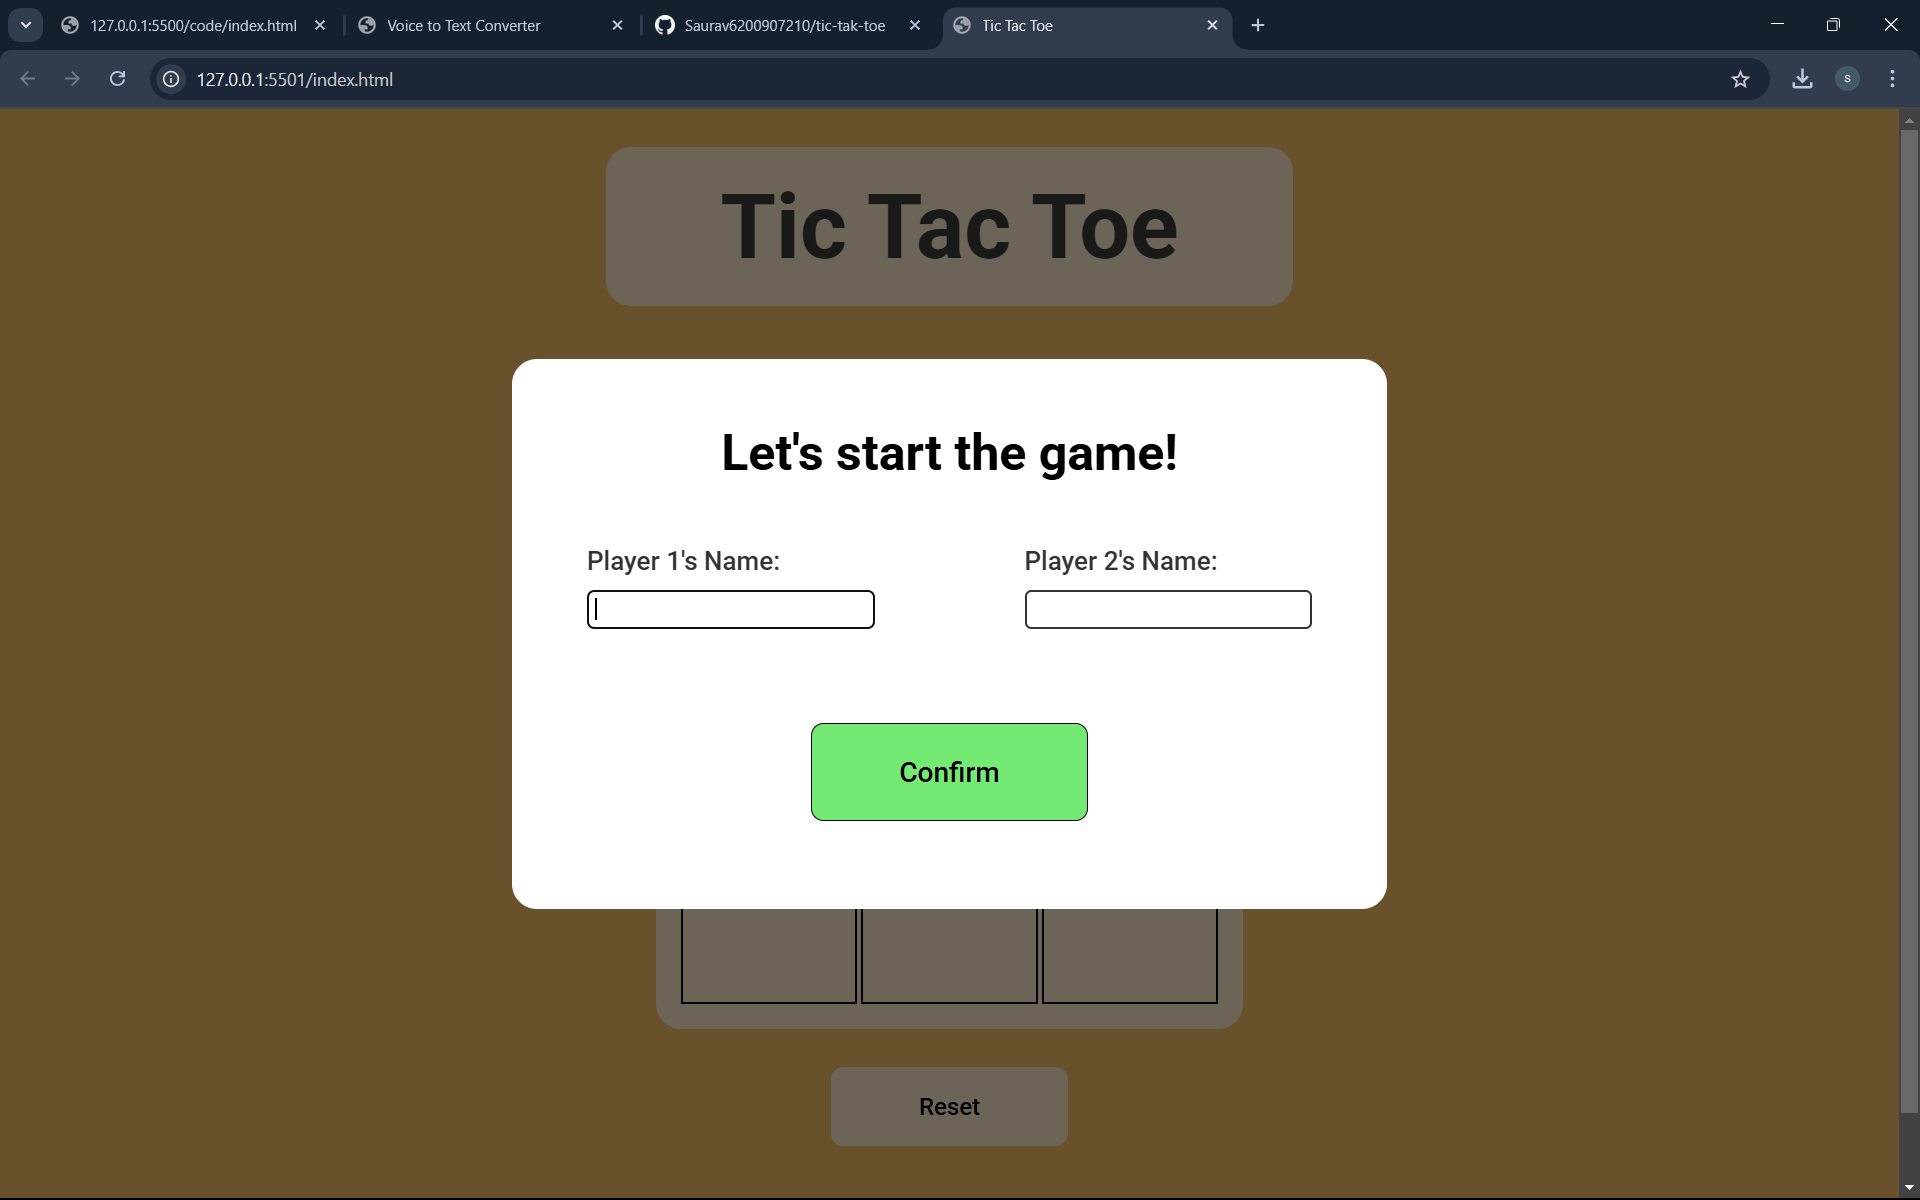 127.0.0.1:5500/code/index.html
Voice to Text Converter
Saurav6200907210/tic-tak-toe
Tic Tac Toe
127.0.0.1:5501/index.html
S
Tic Tac Toe
Let's start the game!
Player 1's Name:
Player 2's Name:
Confirm
Reset